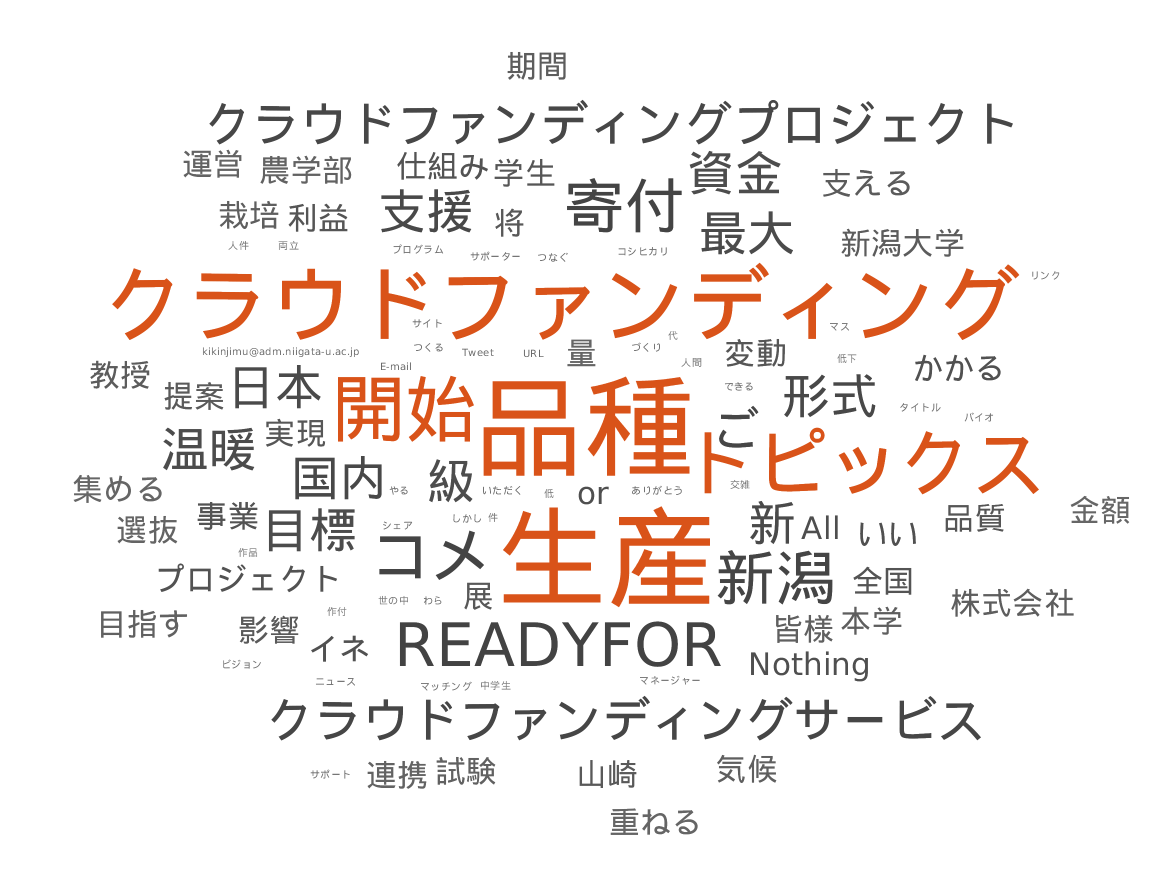 期間
クラウドファンディングプロジェクト
運営 農学部 仕組み 学生 資金 支える
栽培 利益 支援 将 寄付 最大 新潟大学
人件 両立 プログラム サポーター つなぐ コシヒカリ
クラウドファンディング リンク
サイト マス
kikinjimu@adm.niigata-u.ac.jp つくる Tweet URL 量 づくり 代 人間 変動 低下 かかる
教授 提案 日本 E-mail 開始 品種 できる 形式 タイトル バイオ
温暖 実現 ご トピックス
集める 国内 級 やる いただく 低 or ありがとう 交雑
選抜 事業 目標 シェア しかし 件 新 All いい 品質 金額
作品 コメ 生産
プロジェクト 世の中 わら 展 新潟 全国 株式会社
目指す 影響 作付 イネ READYFOR 皆様 本学
ビジョン Nothing
ニュース マッチング 中学生 マネージャー
クラウドファンディングサービス
サポート 連携 試験 山崎 気候
重ねる